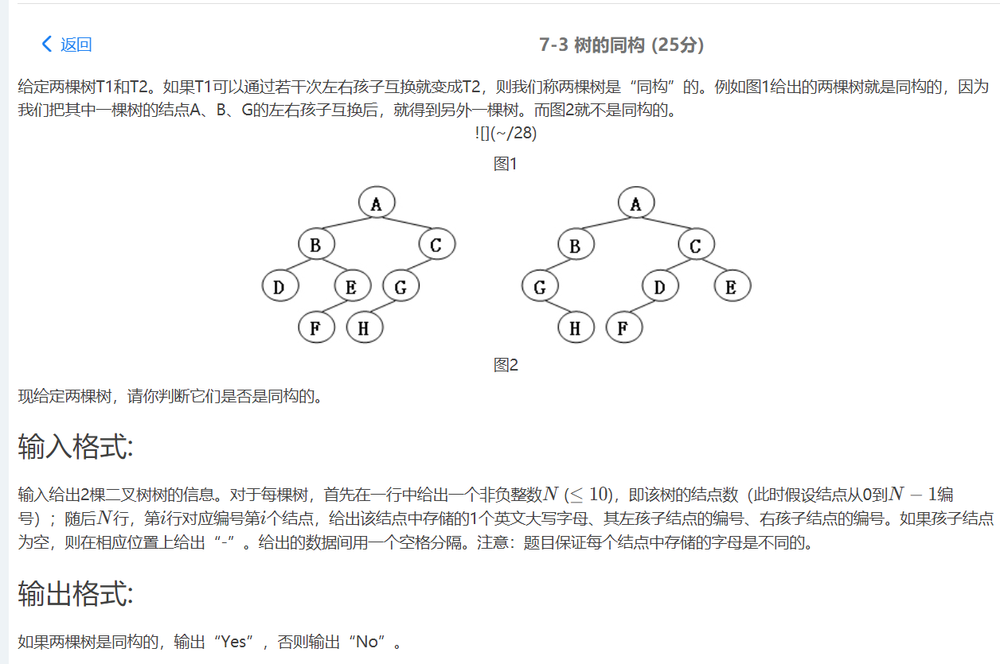 返回
7-3 树的同构 (25分)
给定两棵树T1和T2。如果T1可以通过若干次左右孩子互换就变成T2，则我们称两棵树是“同构”的。例如图1给出的两棵树就是同构的，因为
我们把其中一棵树的结点A、B、G的左右孩子互换后，就得到另外一棵树。而图2就不是同构的。
![](~/28)
图1
A A
B C B C
D E G G D E
F H H F
图2
现给定两棵树，请你判断它们是否是同构的。
输入格式:
输入给出2棵二叉树树的信息。对于每棵树，首先在一行中给出一个非负整数N (≤ 10)，即该树的结点数（此时假设结点从0到N − 1编
号）；随后N行，第i行对应编号第i个结点，给出该结点中存储的1个英文大写字母、其左孩子结点的编号、右孩子结点的编号。如果孩子结点
为空，则在相应位置上给出“-”。给出的数据间用一个空格分隔。注意：题目保证每个结点中存储的字母是不同的。
输出格式:
如果两棵树是同构的，输出“Yes”，否则输出“No”。